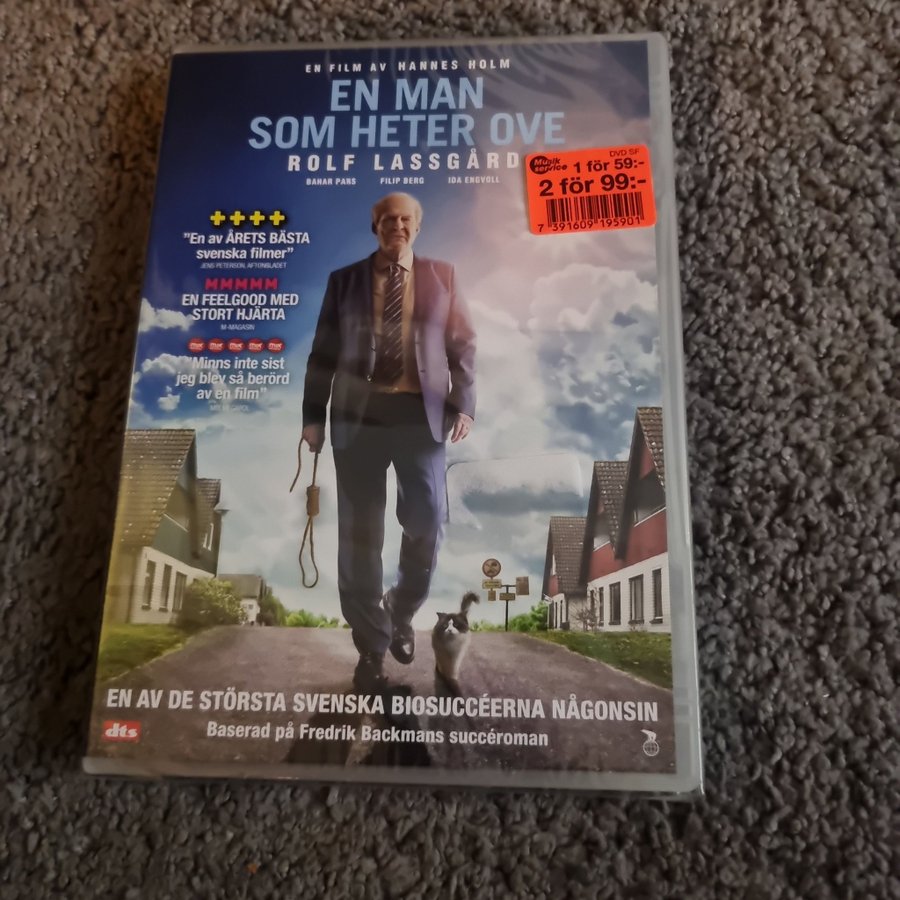 EN FILM AV HANNES HOLM
EN MAN
SOM HETER OVE
ROLF LASSGÅRD
BAHAR PARS FILIP BERG IDA ENGVOLL
DVD SF
Musik service 1 för 59:-
2 för 99:-
7 391609 195901
"En av ÅRETS BÄSTA
svenska filmer"
JENS PETERSON, AFTONBLADET
MMMMM
EN FEELGOOD MED
STORT HJÄRTA
M-MAGASIN
"Minns inte sist
jeg blev så berörd
av en film"
EN AV DE STÖRSTA SVENSKA BIOSUCCÉERNA NÅGONSIN
dts
Baserad på Fredrik Backmans succéroman